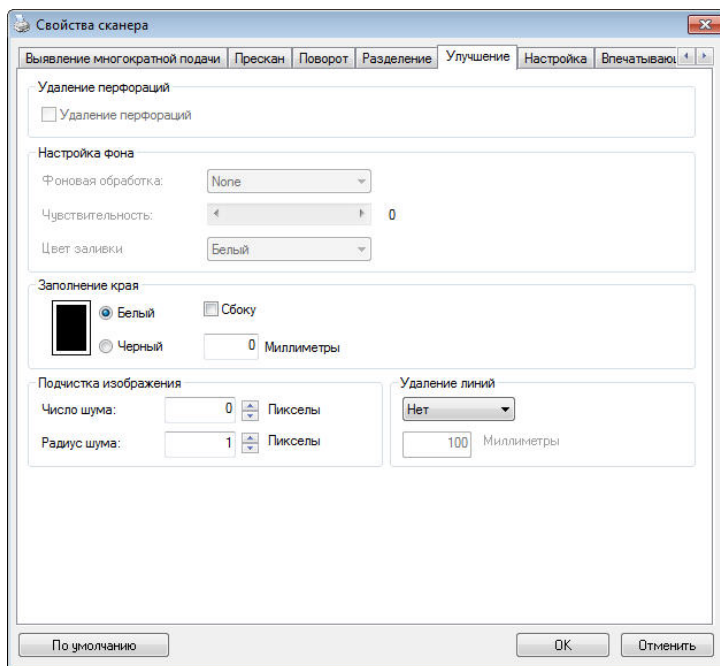 Свойства сканера
Выявление многократной подачи Прескан Поворот Разделение Улучшение Настройка Впечатывающ
Удаление перфораций
Удаление перфораций
Настройка фона
Фоновая обработка: None
Чувствительность: 0
Цвет заливки Белый
Заполнение края
Белый Сбоку
Черный 0 Миллиметры
Подчистка изображения Удаление линий
Число шума: 0 Пикселы Нет
Радиус шума: 1 Пикселы 100 Миллиметры
По умолчанию OK Отменить